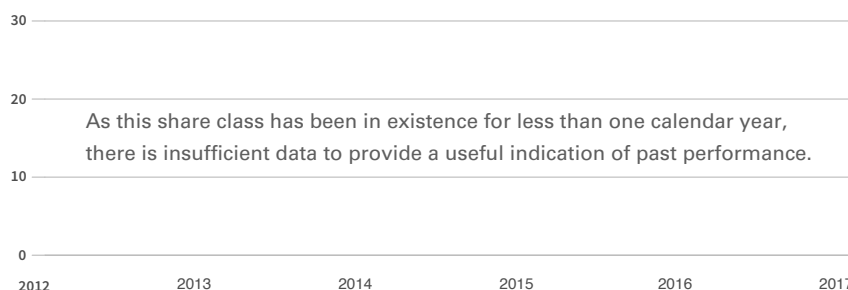 30
20
As this share class has been in existence for less than one calendar year,
there is insufficient data to provide a useful indication of past performance.
10
0
2012 2013 2014 2015 2016 2017